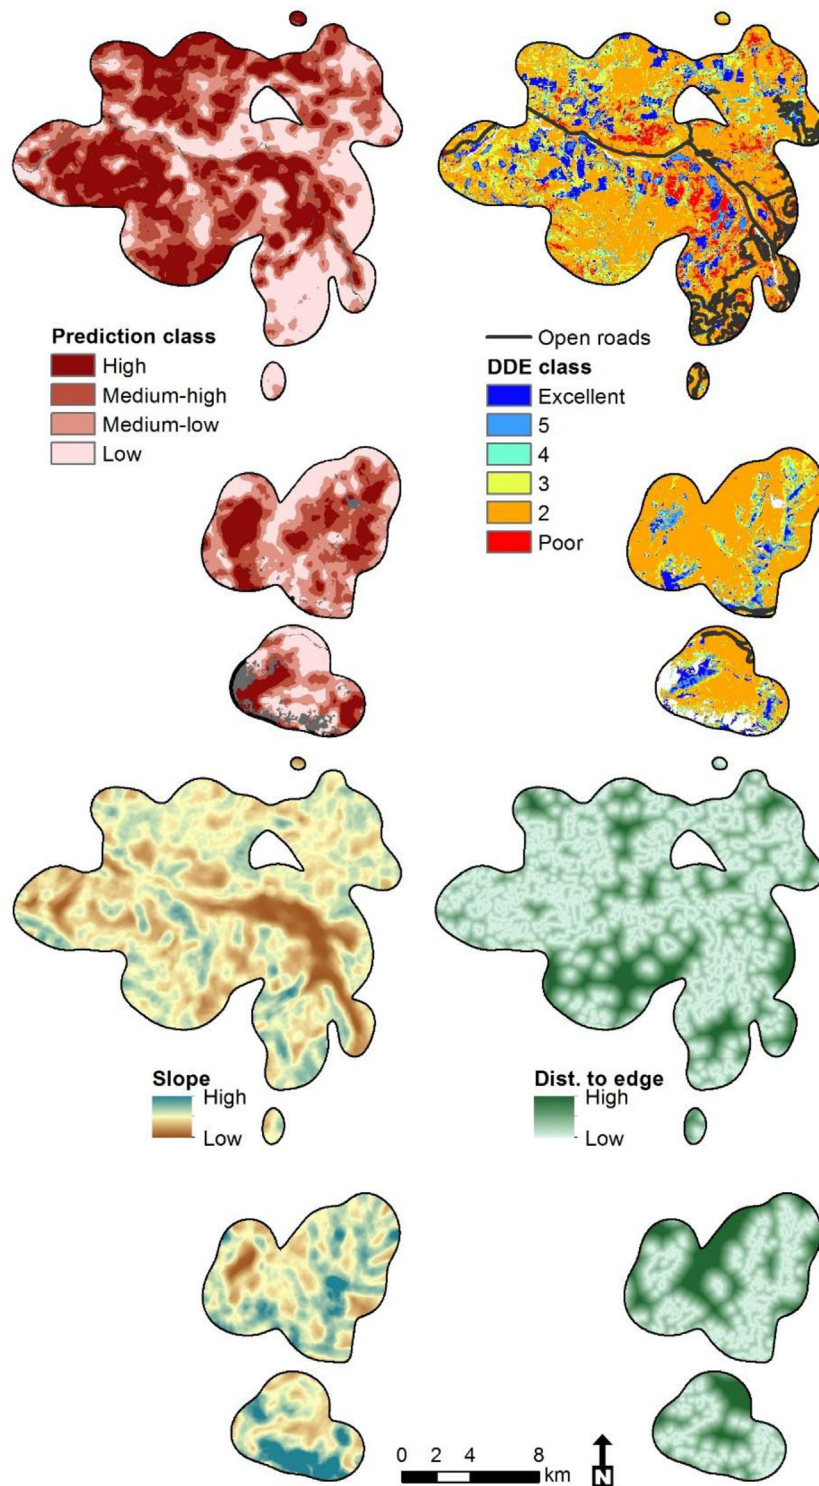 Prediction class
High
Medium-high
Medium-low
Low
Open roads
DDE class
Excellent
5
4
3
2
Poor
Slope
High
Low
Dist. to edge
High
Low
0 2 4 8
km
N